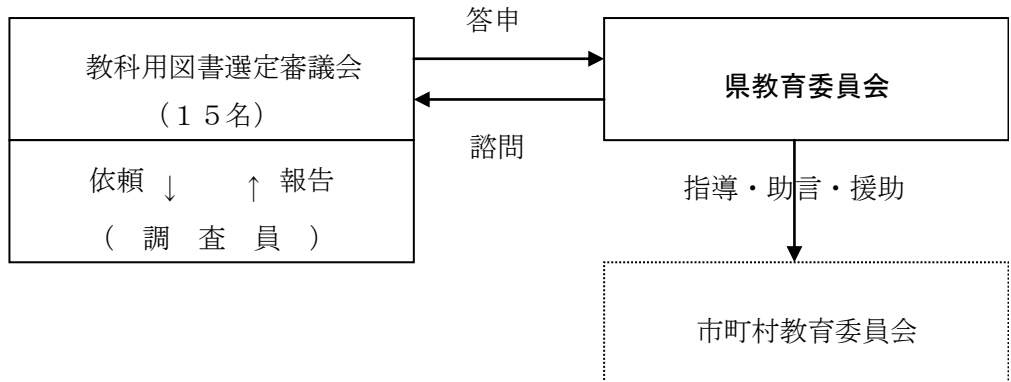 答申
教科用図書選定審議会
(15名)
県教育委員会
諮問
依頼 ↓ ↑ 報告
( 調 査 員 )
指導・助言・援助
市町村教育委員会